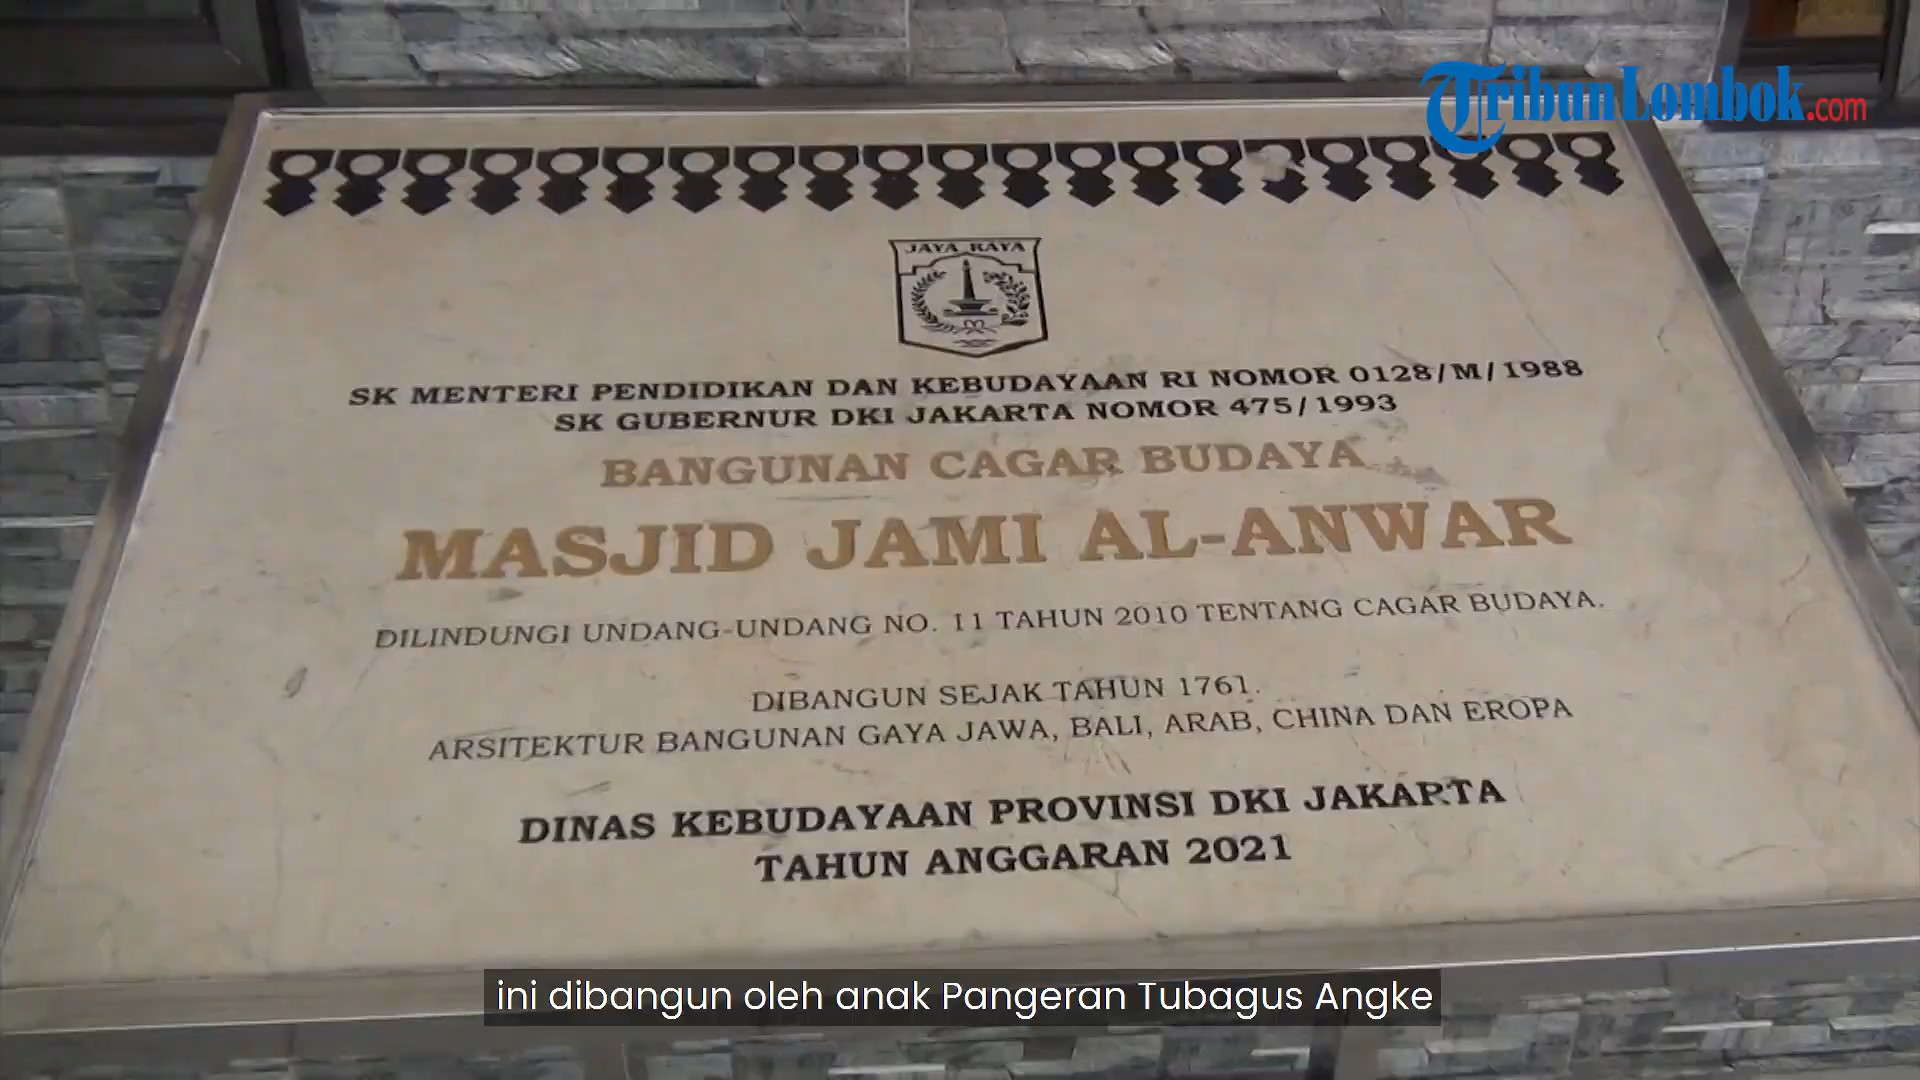 TribunLombok.com
JAYA RAYA
SK MENTERI PENDIDIKAN DAN KEBUDAYAAN RI NOMOR 0128/M/1988
SK GUBERNUR DKI JAKARTA NOMOR 475/1993
BANGUNAN CAGAR BUDAYA
MASJID JAMI AL-ANWAR
DILINDUNGI UNDANG-UNDANG NO. 11 TAHUN 2010 TENTANG CAGAR BUDAYA.
DIBANGUN SEJAK TAHUN 1761.
ARSITEKTUR BANGUNAN GAYA JAWA, BALI, ARAB, CHINA DAN EROPA
DINAS KEBUDAYAAN PROVINSI DKI JAKARTA
TAHUN ANGGARAN 2021
ini dibangun oleh anak Pangeran Tubagus Angke